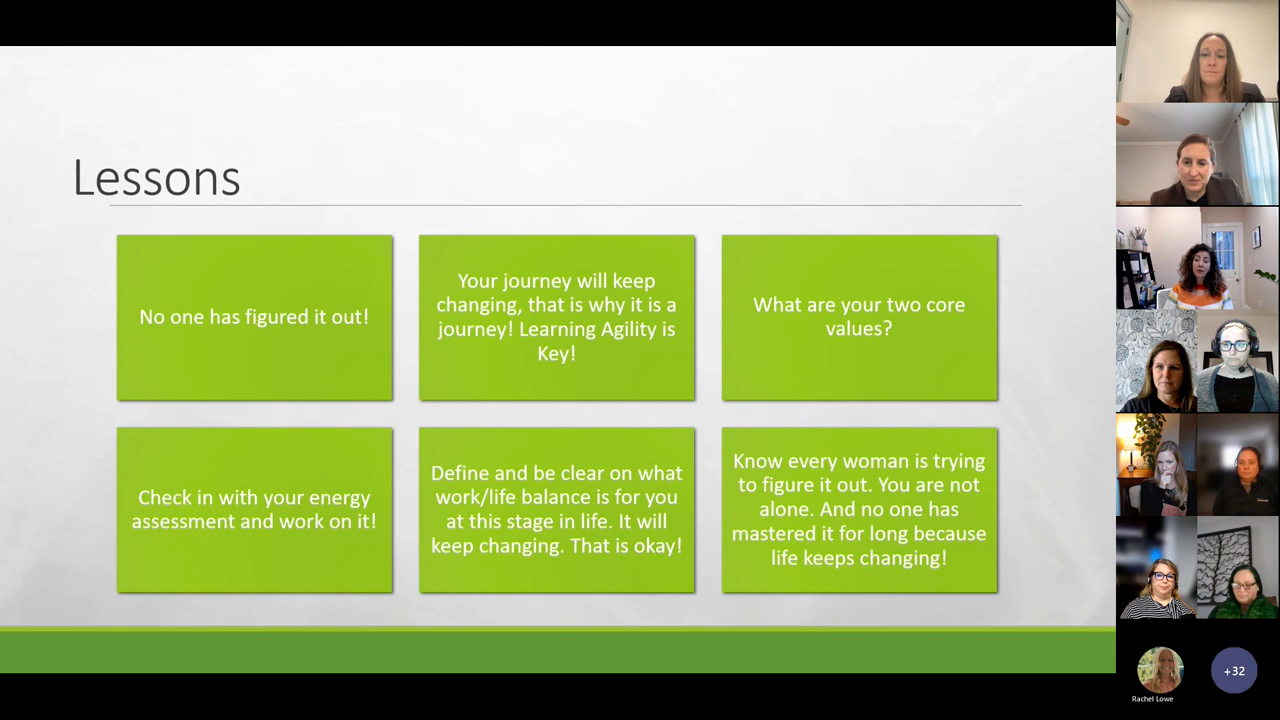 Lessons
No one has figured it out!
Your journey will keep
changing, that is why it is a
journey! Learning Agility is
Key!
What are your two core
values?
Check in with your energy
assessment and work on it!
Define and be clear on what
work/life balance is for you
at this stage in life. It will
keep changing. That is okay!
Know every woman is trying
to figure it out. You are not
alone. And no one has
mastered it for long because
life keeps changing!
Rachel Lowe
+32